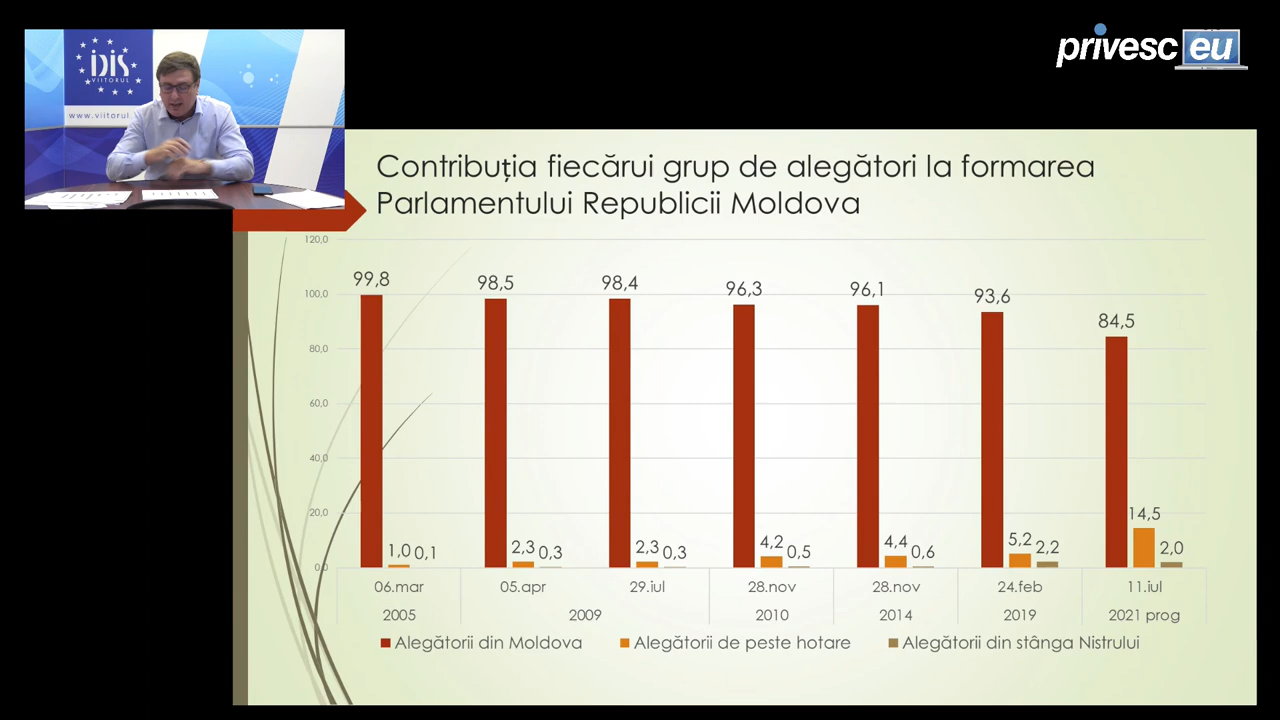 privesc eu
IDIS
VIITORUL
www.viitorul.
Contribuția fiecărui grup de alegători la formarea
Parlamentului Republicii Moldova
120,0
100,0
80,0
60,0
40,0
20,0
0,0
99,8 1,0 0,1
98,5 2,3 0,3
98,4 2,3 0,3
96,3 4,2 0,5
96,1 4,4 0,6
93,6 5,2 2,2
84,5 14,5 2,0
06.mar 05.apr 29.iul 28.nov 28.nov 24.feb 11.iul
2005 2009 2010 2014 2019 2021 prog
Alegătorii din Moldova Alegătorii de peste hotare Alegătorii din stânga Nistrului